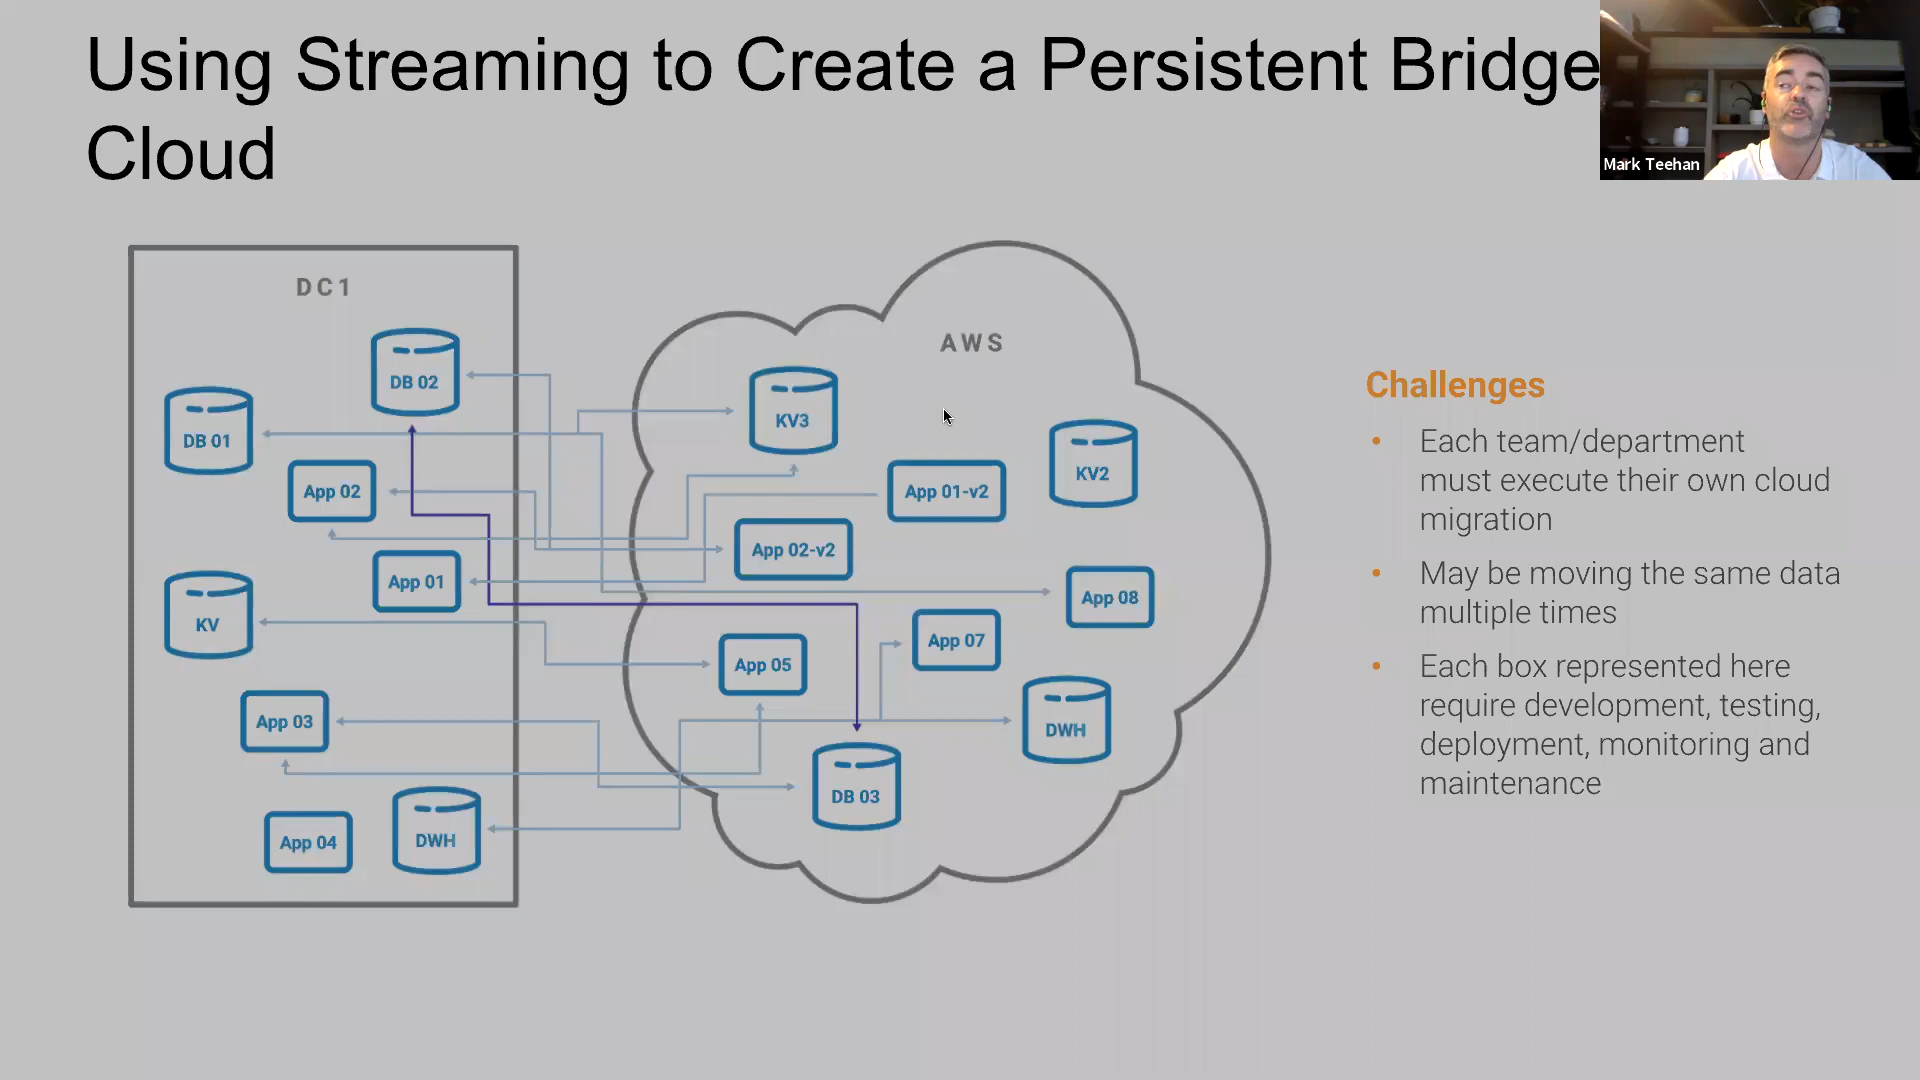 Using Streaming to Create a Persistent Bridge
Cloud
Mark Teehan
DC1
AWS
DB 02
DB 01
App 02
App 01
KV
App 03
App 04
DWH
KV3
KV2
App 01-v2
App 02-v2
App 08
App 07
App 05
DWH
DB 03
Challenges
• Each team/department
must execute their own cloud
migration
• May be moving the same data
multiple times
• Each box represented here
require development, testing,
deployment, monitoring and
maintenance